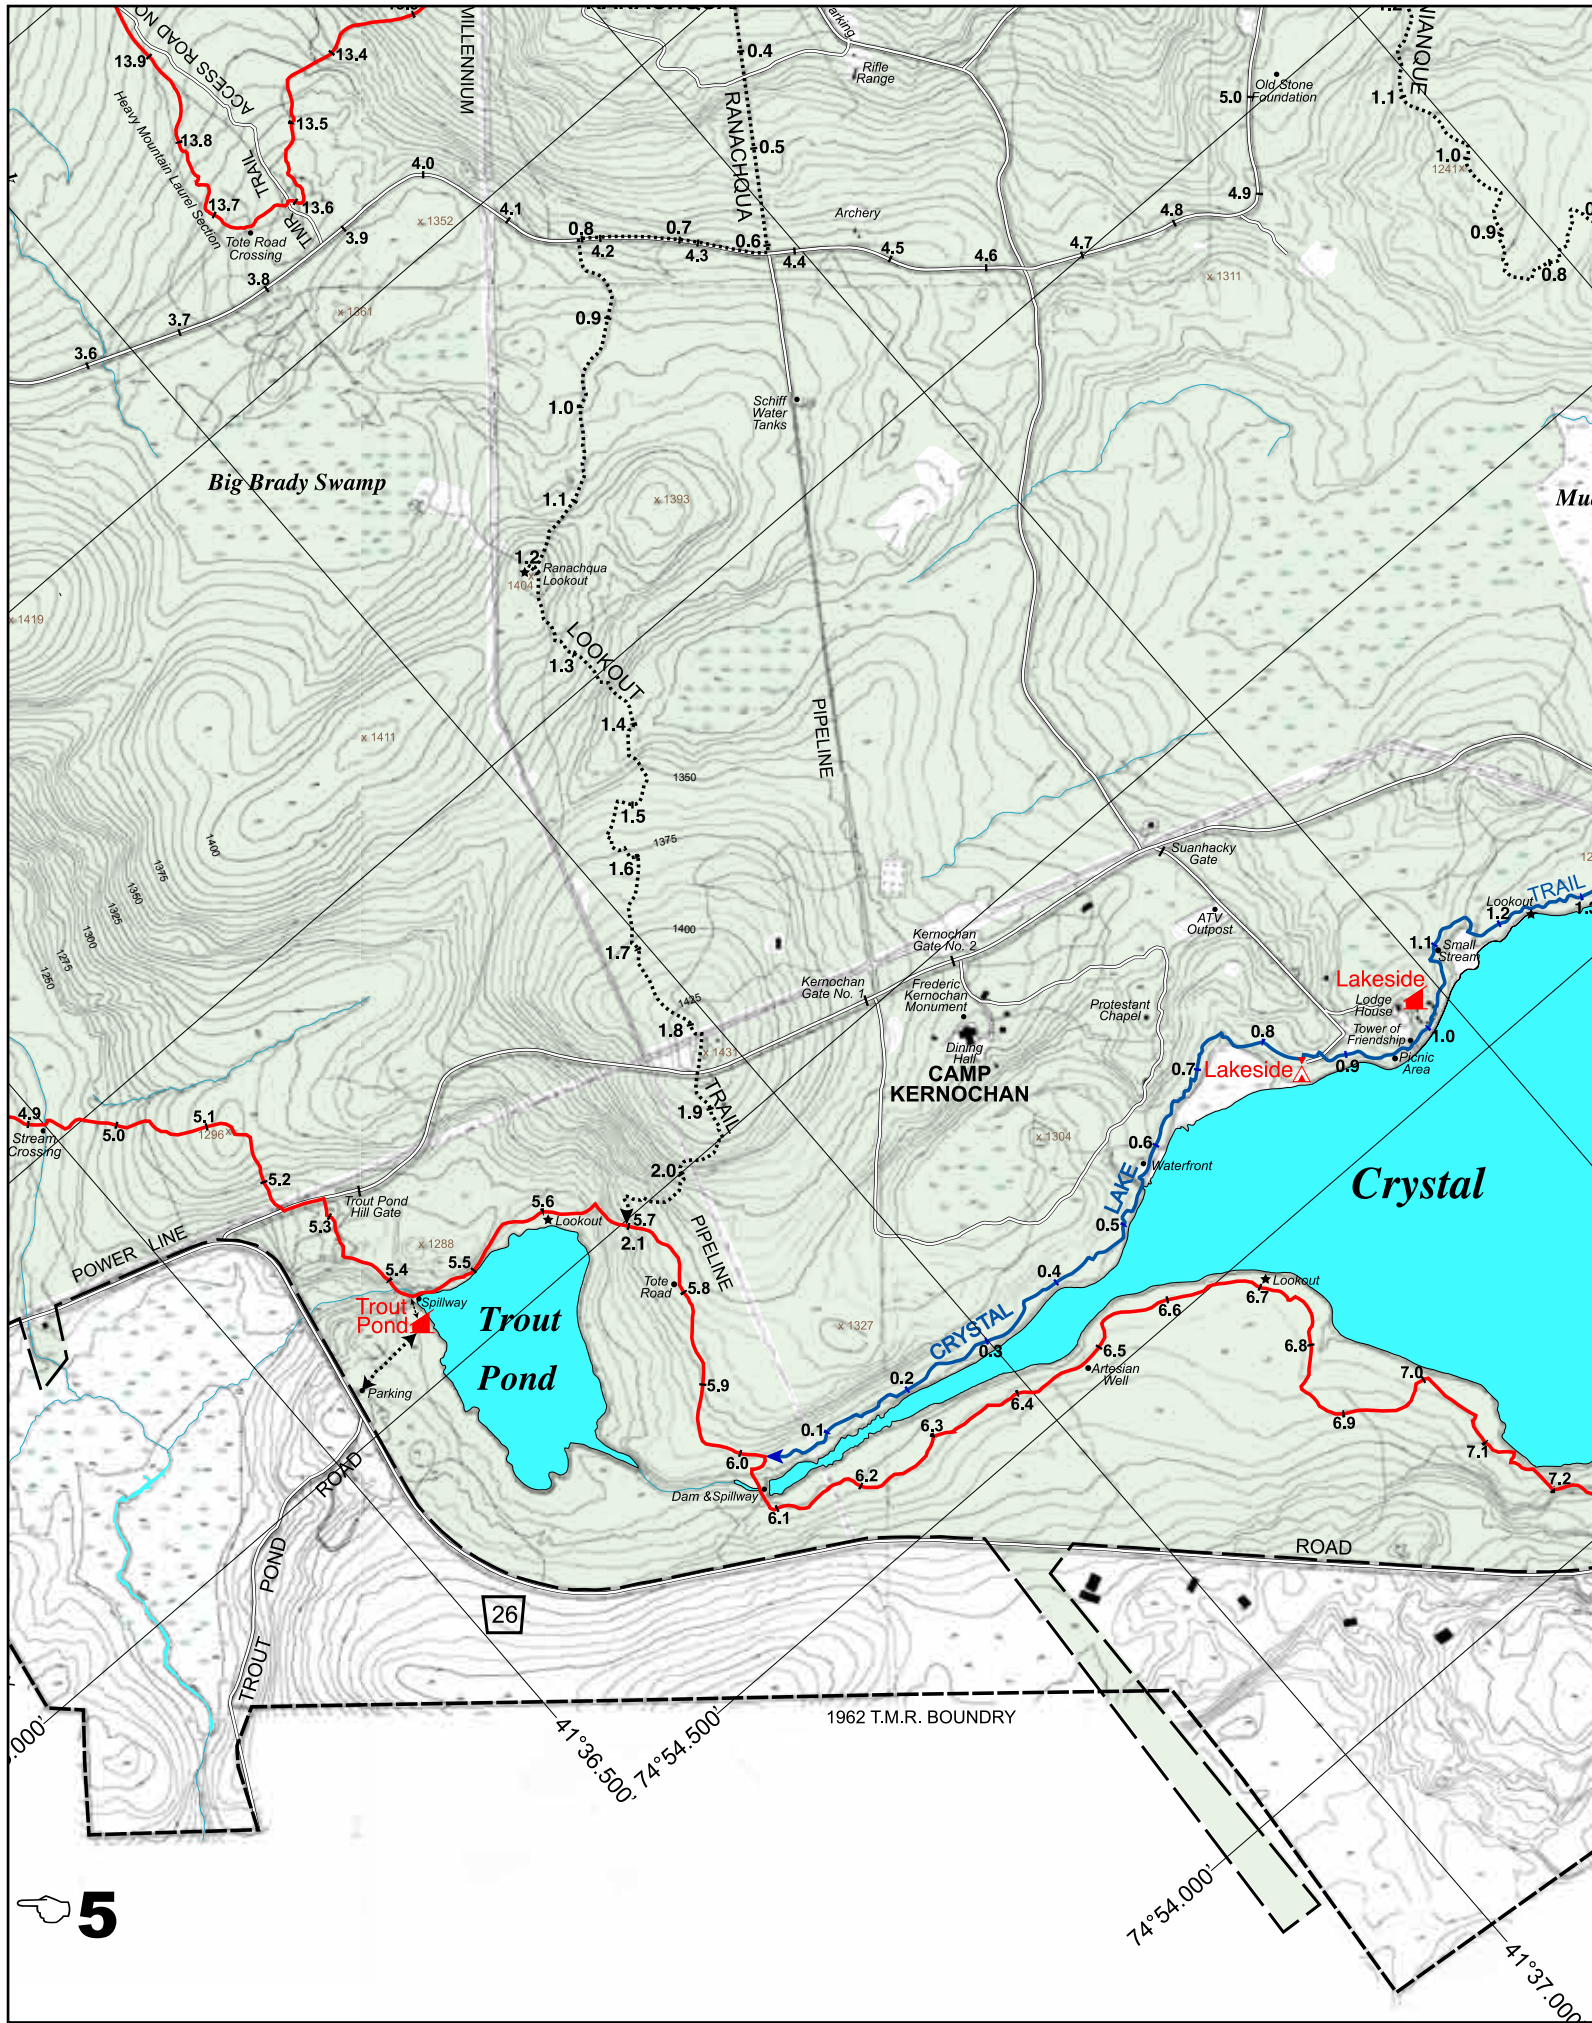 RANACHQUA
13.4
13.9
ACCESS ROAD NO
MILLENNIUM
arking
0.4
Rifle
Range
1.2
NIANQUE
Old Stone
Foundation
5.0
1.1
13.5
13.8
Heavy Mountain Laurel Section
TRAIL
TMR
RANACHQUA
0.5
4.0
1.0
1241 x
13.7
13.6
3.9
x 1352
4.1
Archery
4.9
4.8
Tote Road
Crossing
0.8
0.7
0.6
4.2
4.3
4.4
4.5
4.6
4.7
0.9
0.8
3.8
x 1361
x 1311
3.7
3.6
0.9
1.0
Schiff
Water
Tanks
Big Brady Swamp
1.1
x 1393
1.2
1404 x
Ranachqua
Lookout
x 1419
LOOKOUT
1.3
1.4
x 1411
PIPELINE
1350
1.5
1375
1.6
1400
1375
1350
1325
1300
1275
1250
Suanhacky
Gate
1400
1.7
ATV
Outpost
Lookout
TRAIL
1.2
Kernochan
Gate No. 2
Kernochan
Gate No. 1
1425
1.1
Small
Stream
Frederic
Kernochan
Monument
Protestant
Chapel
Lakeside
Lodge
House
1.8
x 1431
Dining
Hall
CAMP
KERNOCHAN
0.8
Tower of
Friendship
1.0
0.7
Lakeside
0.9
Picnic
Area
TRAIL
1.9
4.9
5.0
5.1
1296 x
Stream
Crossing
x 1304
0.6
Waterfront
2.0
5.2
LAKE
Crystal
Trout Pond
Hill Gate
5.3
5.6
Lookout
5.7
2.1
0.5
PIPELINE
POWER LINE
x 1288
5.5
5.4
Tote
Road
5.8
0.4
Lookout
6.7
6.6
Spillway
Trout
Pond
Trout
Pond
x 1327
CRYSTAL
0.3
6.5
6.8
Artesian
Well
Parking
5.9
0.2
6.4
7.0
6.9
0.1
6.3
7.1
6.0
6.2
7.2
Dam &Spillway
6.1
ROAD
TROUT POND
ROAD
26
1962 T.M.R. BOUNDRY
41°36.500'
74°54.500'
74°54.000'
41°37.000'
5